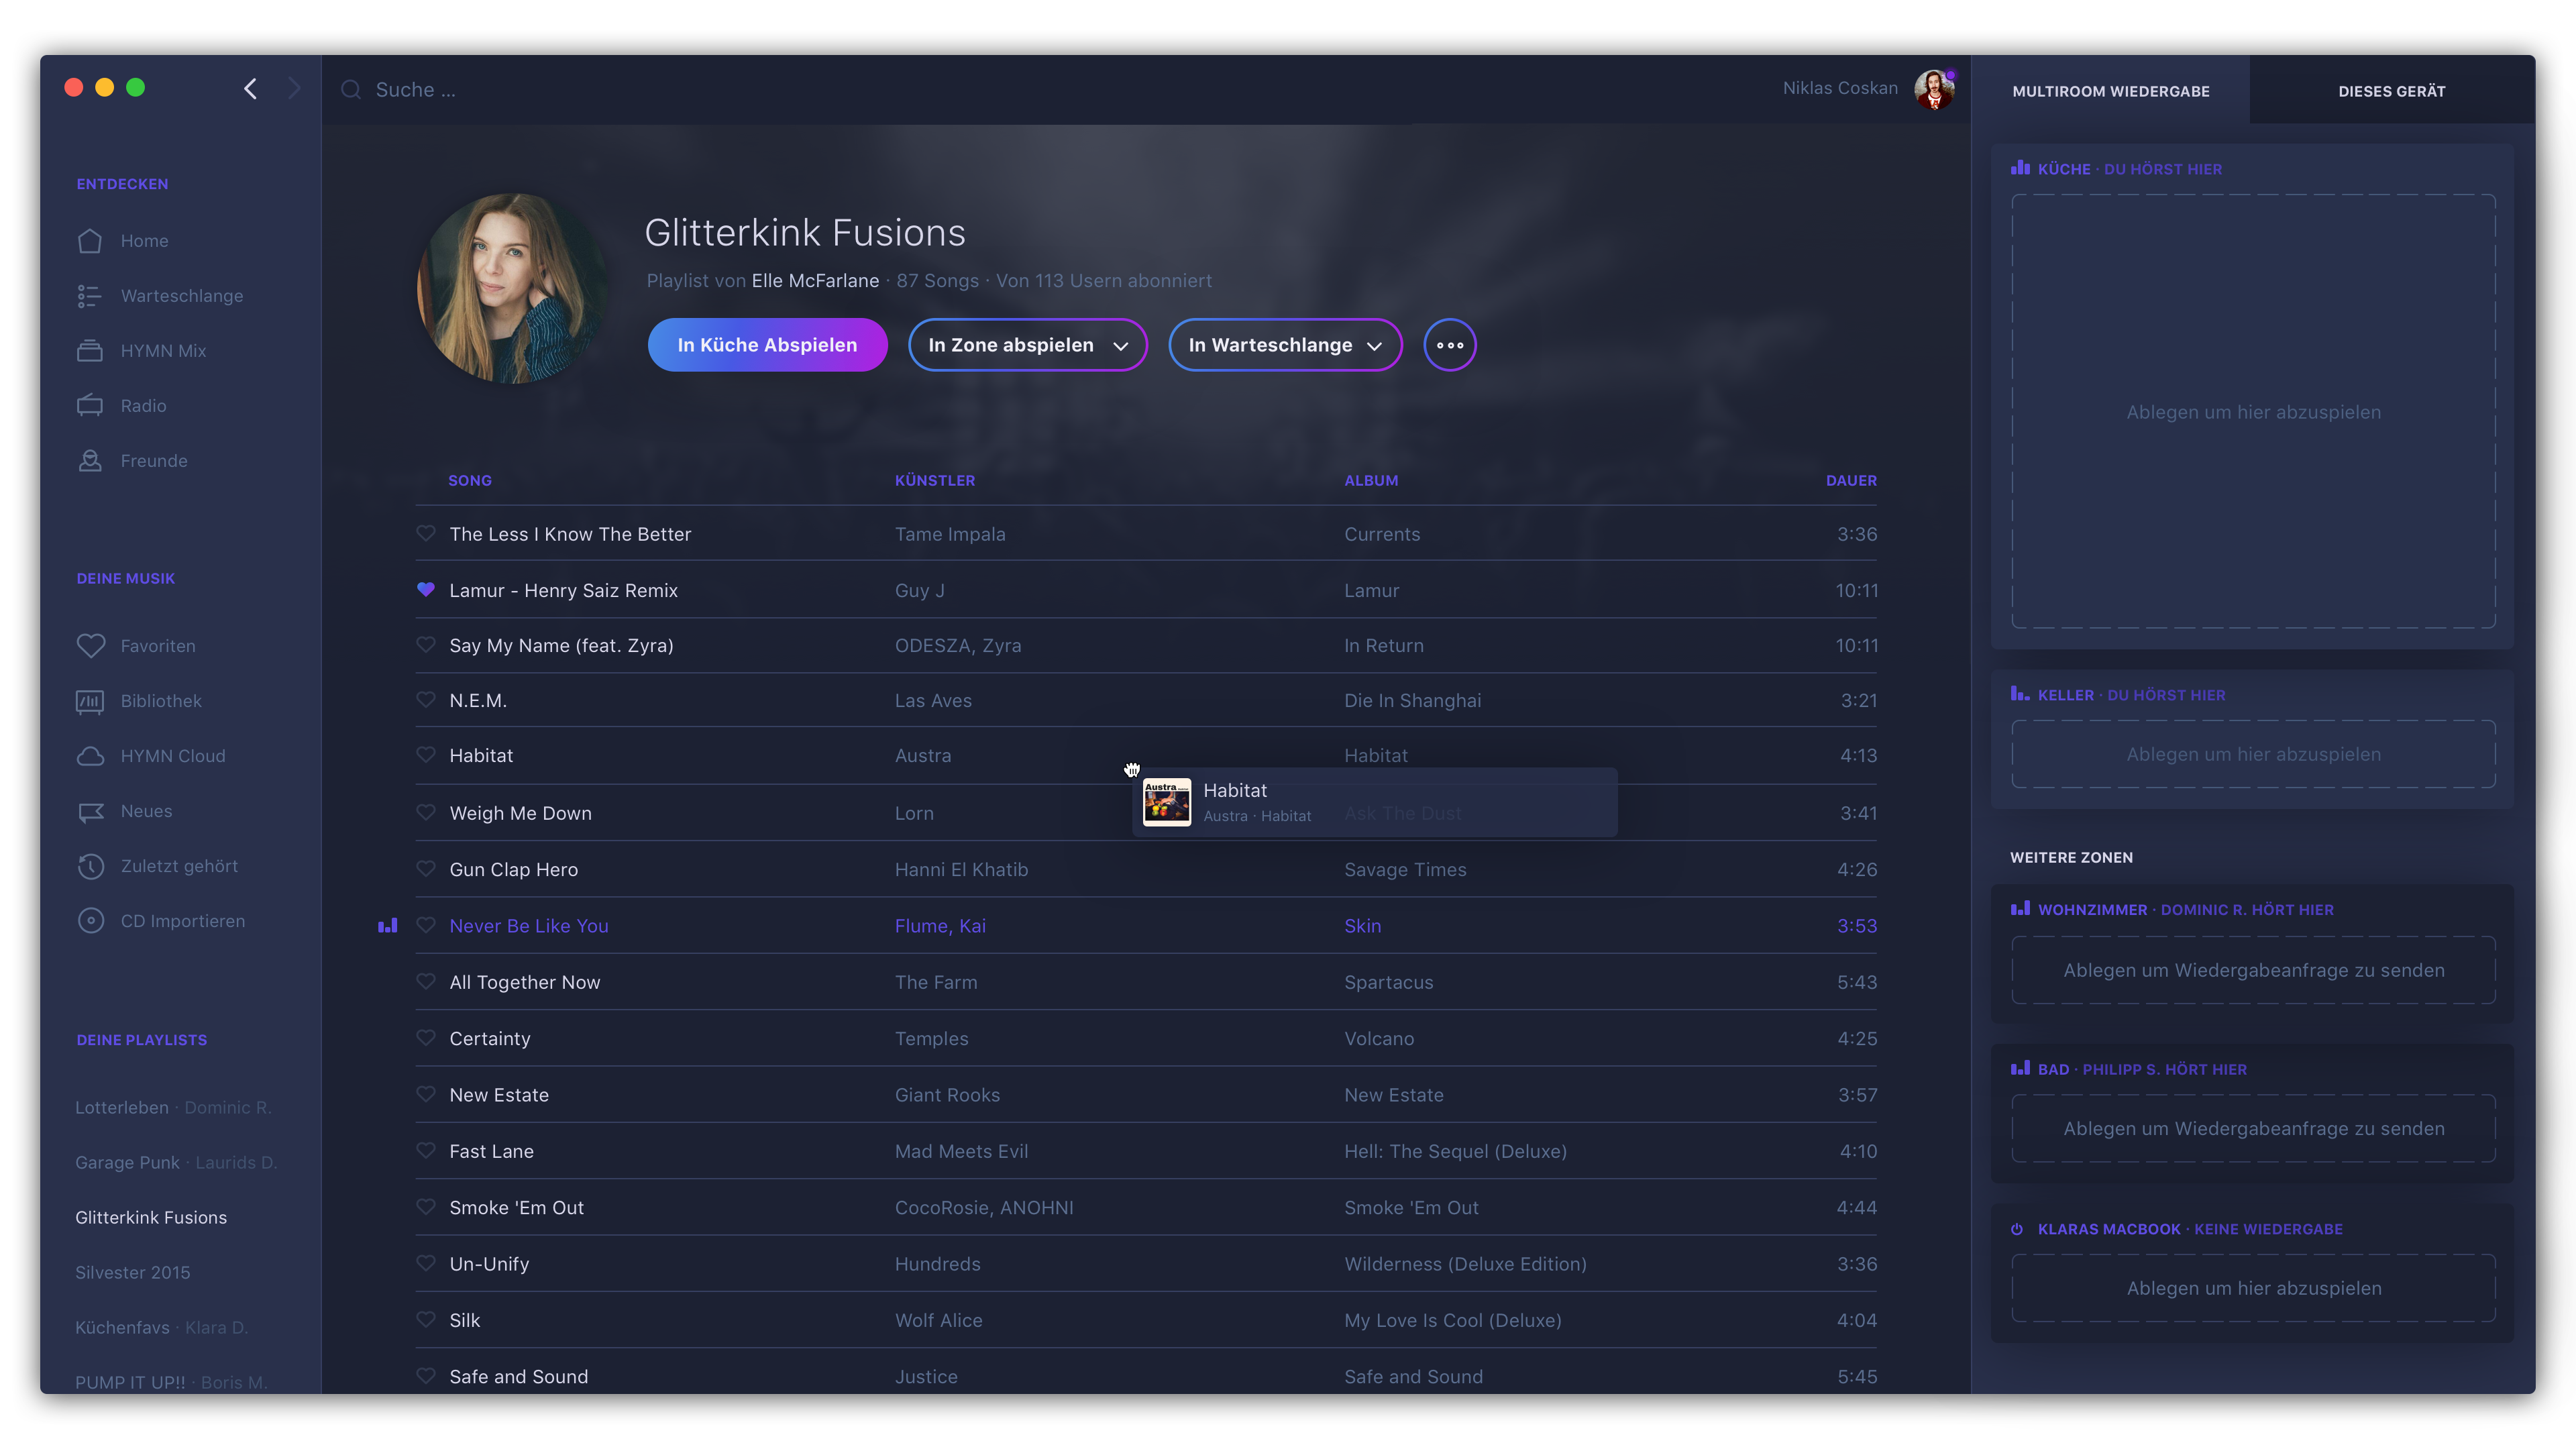 Suche ...
Niklas Coskan
MULTIROOM WIEDERGABE
DIESES GERÄT
ENTDECKEN
Home
Warteschlange
HYMN Mix
Radio
Freunde
DEINE MUSIK
Favoriten
Bibliothek
HYMN Cloud
Neues
Zuletzt gehört
CD Importieren
DEINE PLAYLISTS
Lotterleben · Dominic R.
Garage Punk · Laurids D.
Glitterkink Fusions
Silvester 2015
Küchenfavs · Klara D.
PUMP IT UP!! · Boris M.
Glitterkink Fusions
Playlist von Elle McFarlane · 87 Songs · Von 113 Usern abonniert
In Küche Abspielen
In Zone abspielen
In Warteschlange
SONG KÜNSTLER ALBUM DAUER
The Less I Know The Better Tame Impala Currents 3:36
Lamur - Henry Saiz Remix Guy J Lamur 10:11
Say My Name (feat. Zyra) ODESZA, Zyra In Return 10:11
N.E.M. Las Aves Die In Shanghai 3:21
Habitat Austra Habitat 4:13
Weigh Me Down Lorn Ask The Dust 3:41
Austra
Habitat
Austra · Habitat
Gun Clap Hero Hanni El Khatib Savage Times 4:26
Never Be Like You Flume, Kai Skin 3:53
All Together Now The Farm Spartacus 5:43
Certainty Temples Volcano 4:25
New Estate Giant Rooks New Estate 3:57
Fast Lane Mad Meets Evil Hell: The Sequel (Deluxe) 4:10
Smoke 'Em Out CocoRosie, ANOHNI Smoke 'Em Out 4:44
Un-Unify Hundreds Wilderness (Deluxe Edition) 3:36
Silk Wolf Alice My Love Is Cool (Deluxe) 4:04
Safe and Sound Justice Safe and Sound 5:45
KÜCHE · DU HÖRST HIER
Ablegen um hier abzuspielen
KELLER · DU HÖRST HIER
Ablegen um hier abzuspielen
WEITERE ZONEN
WOHNZIMMER · DOMINIC R. HÖRT HIER
Ablegen um Wiedergabeanfrage zu senden
BAD · PHILIPP S. HÖRT HIER
Ablegen um Wiedergabeanfrage zu senden
KLARAS MACBOOK · KEINE WIEDERGABE
Ablegen um hier abzuspielen